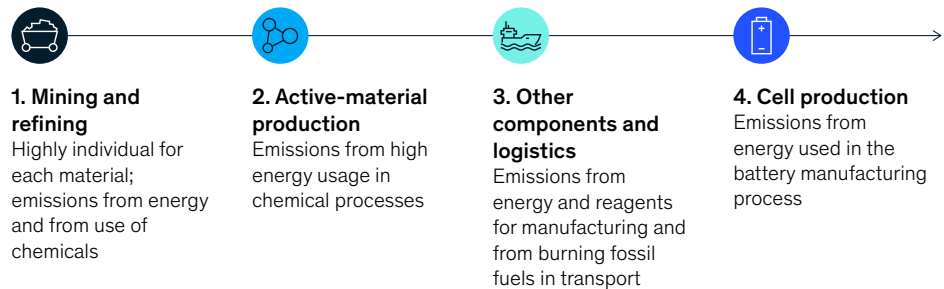 1. Mining and
refining
Highly individual for
each material;
emissions from energy
and from use of
chemicals
2. Active-material
production
Emissions from high
energy usage in
chemical processes
3. Other
components and
logistics
Emissions from
energy and reagents
for manufacturing and
from burning fossil
fuels in transport
4. Cell production
Emissions from
energy used in the
battery manufacturing
process